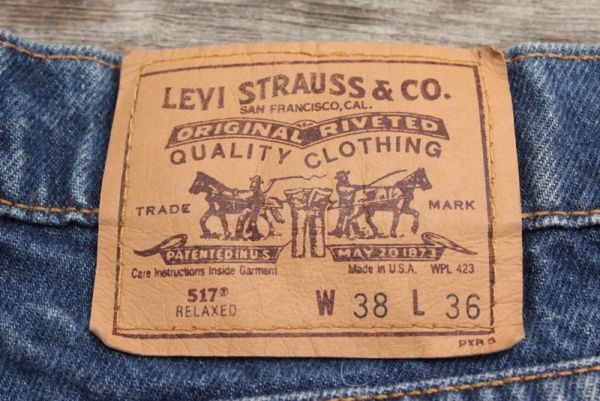 LEVI STRAUSS & CO.
SAN FRANCISCO, CAL.
ORIGINAL RIVETED
QUALITY CLOTHING
TRADE MARK
PATENTED IN U.S. MAY 20 1873
Care Instructions Inside Garment Made in U.S.A. WPL 423
517® W 38 L 36
RELAXED